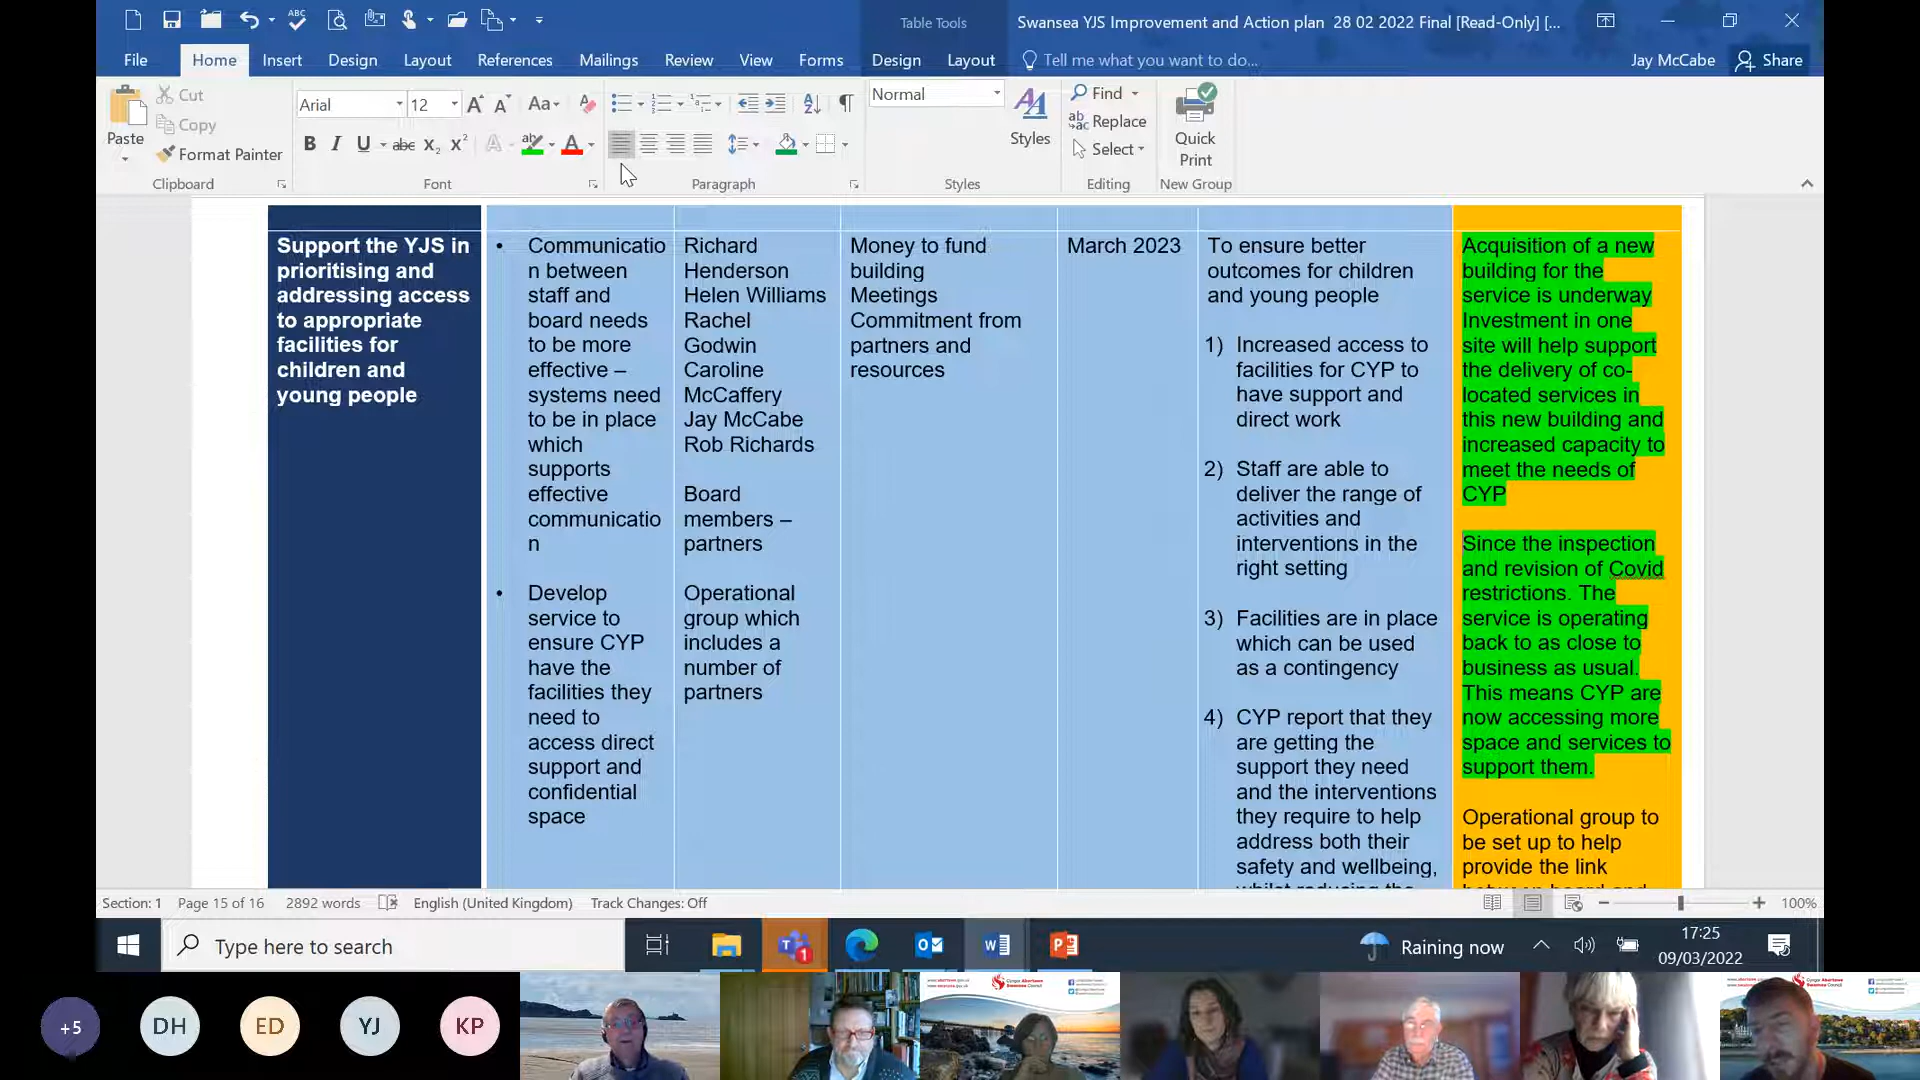 Table Tools
Swansea YJS Improvement and Action plan 28 02 2022 Final [Read-Only] [...
File
Home
Insert
Design
Layout
References
Mailings
Review
View
Forms
Design
Layout
Tell me what you want to do...
Jay McCabe
Share
Paste
Cut
Copy
Format Painter
Clipboard
Arial
12
Font
Paragraph
Normal
Styles
Styles
Find
Replace
Select
Editing
Quick
Print
New Group
Support the YJS in
prioritising and
addressing access
to appropriate
facilities for
children and
young people
• Communicatio
n between
staff and
board needs
to be more
effective –
systems need
to be in place
which
supports
effective
communicatio
n
• Develop
service to
ensure CYP
have the
facilities they
need to
access direct
support and
confidential
space
Richard
Henderson
Helen Williams
Rachel
Godwin
Caroline
McCaffery
Jay McCabe
Rob Richards
Board
members –
partners
Operational
group which
includes a
number of
partners
Money to fund
building
Meetings
Commitment from
partners and
resources
March 2023
To ensure better
outcomes for children
and young people
1) Increased access to
facilities for CYP to
have support and
direct work
2) Staff are able to
deliver the range of
activities and
interventions in the
right setting
3) Facilities are in place
which can be used
as a contingency
4) CYP report that they
are getting the
support they need
and the interventions
they require to help
address both their
safety and wellbeing,
whilst reducing the
Acquisition of a new
building for the
service is underway
Investment in one
site will help support
the delivery of co-
located services in
this new building and
increased capacity to
meet the needs of
CYP
Since the inspection
and revision of Covid
restrictions. The
service is operating
back to as close to
business as usual.
This means CYP are
now accessing more
space and services to
support them.
Operational group to
be set up to help
provide the link
between board and
Section: 1
Page 15 of 16
2892 words
English (United Kingdom)
Track Changes: Off
100%
Type here to search
Raining now
17:25
09/03/2022
+5
DH
ED
YJ
KP